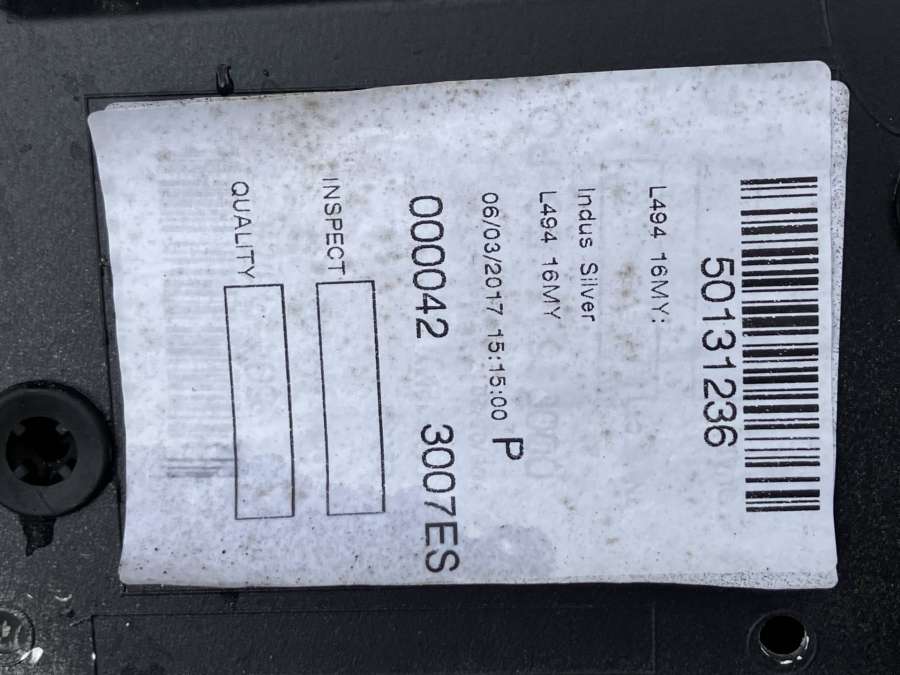 50131236
L494 16MY:
Indus Silver
L494 16MY
06/03/2017 15:15:00 P
000042 3007ES
INSPECT
QUALITY